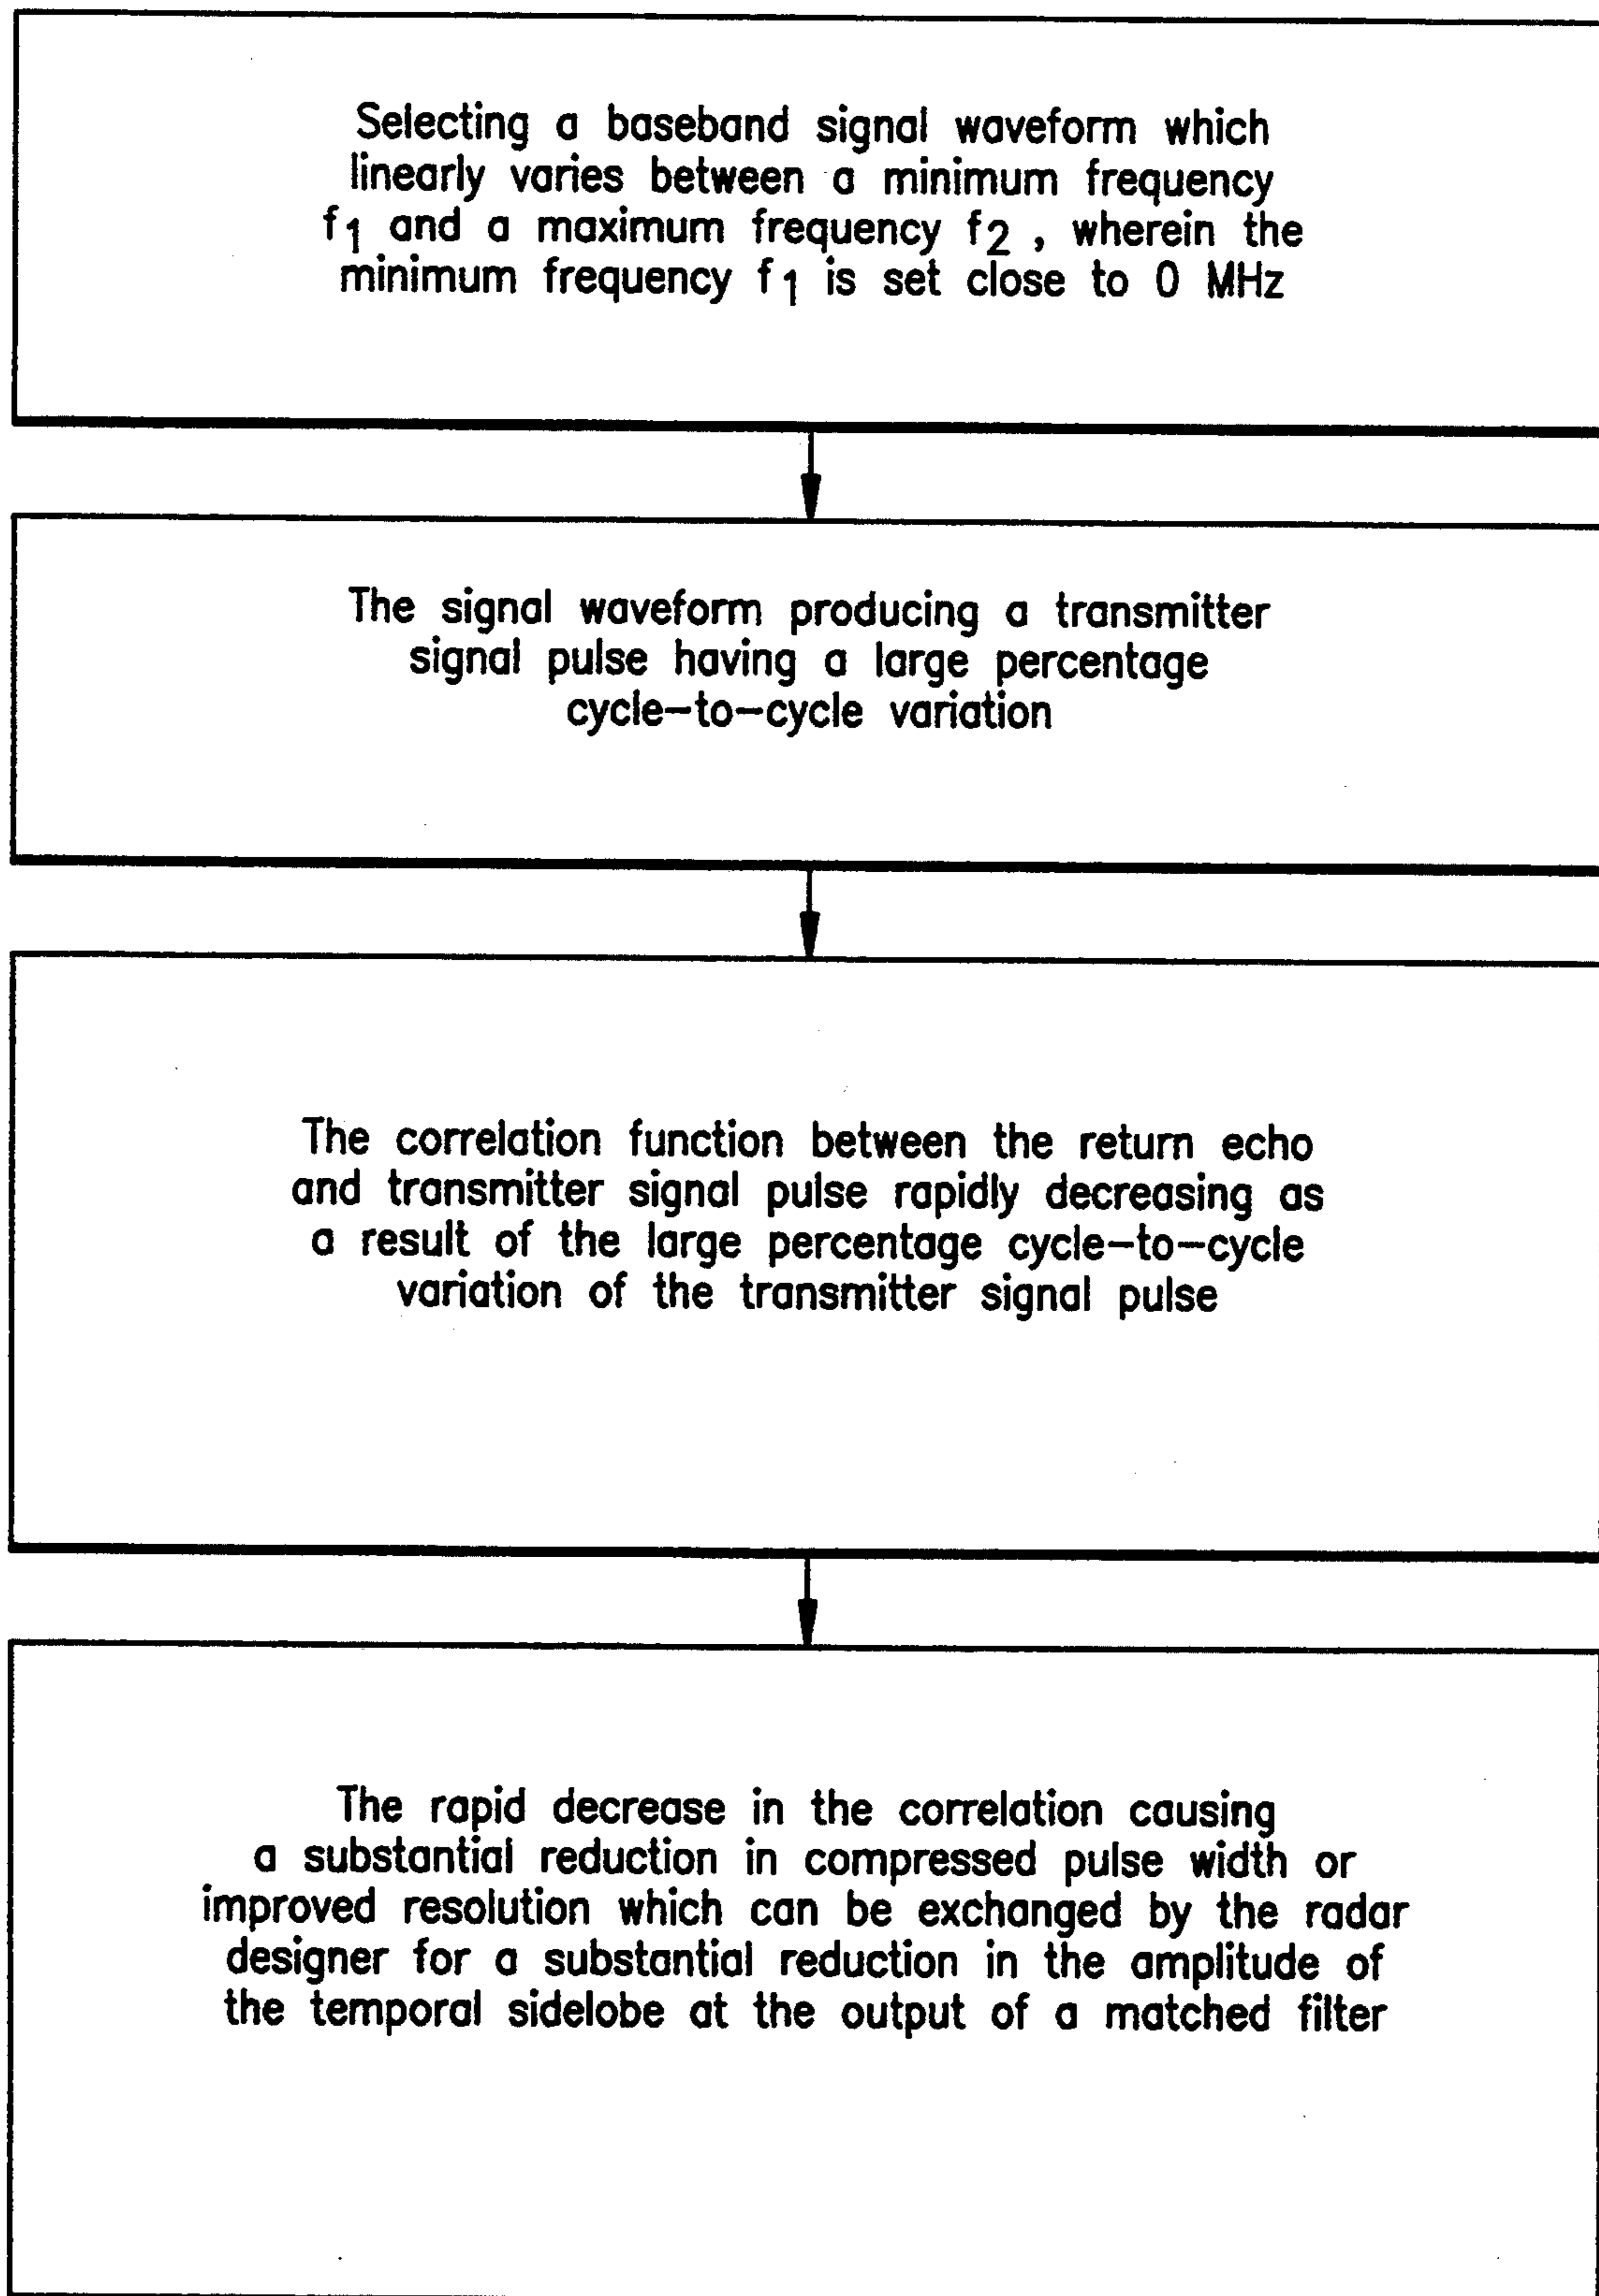 Selecting a baseband signal waveform which
linearly varies between a minimum frequency
f1 and a maximum frequency f2 , wherein the
minimum frequency f1 is set close to 0 MHz
The signal waveform producing a transmitter
signal pulse having a large percentage
cycle-to-cycle variation
The correlation function between the return echo
and transmitter signal pulse rapidly decreasing as
a result of the large percentage cycle-to-cycle
variation of the transmitter signal pulse
The rapid decrease in the correlation causing
a substantial reduction in compressed pulse width or
improved resolution which can be exchanged by the radar
designer for a substantial reduction in the amplitude of
the temporal sidelobe at the output of a matched filter